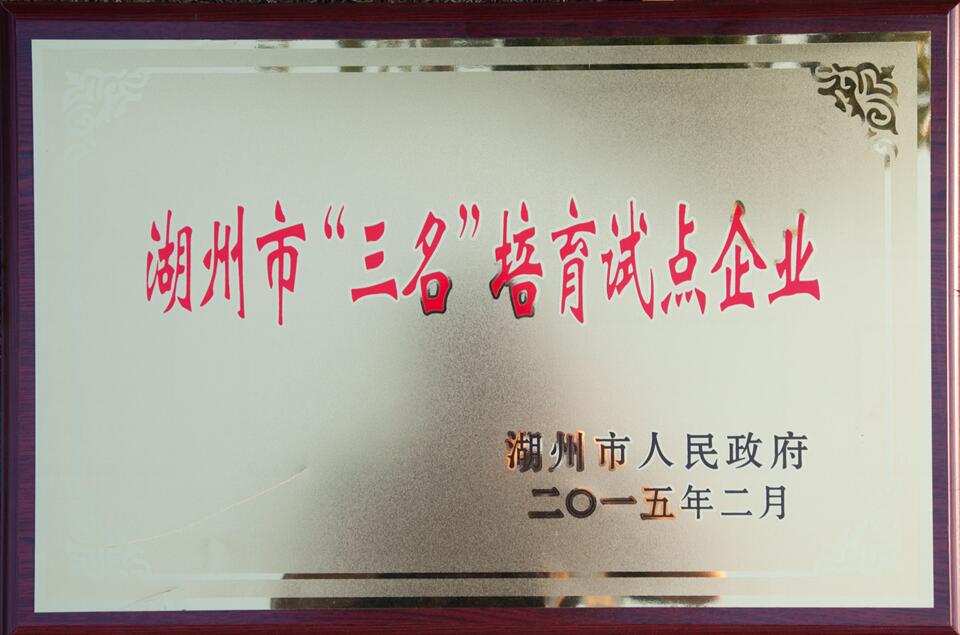 湖州市“三名”培育试点企业
湖州市人民政府
二〇一五年二月